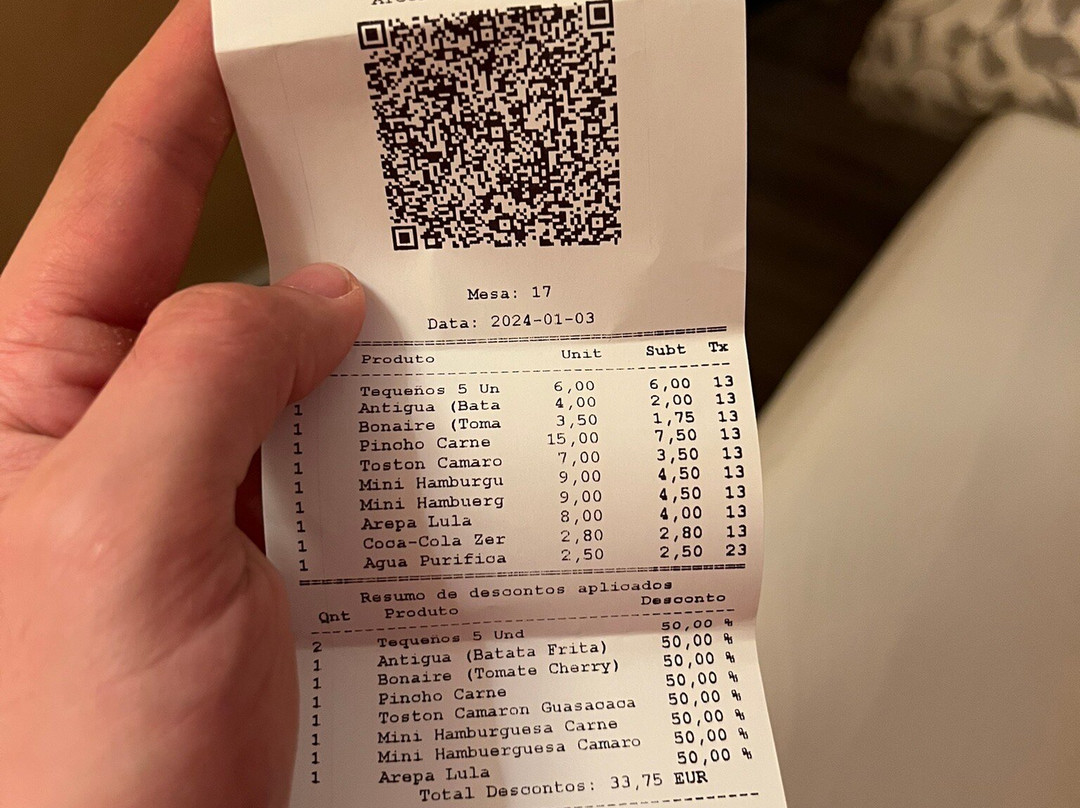 Mesa: 17
Data: 2024-01-03
Produto Unit Subt Tx
Tequeños 5 Un 6,00 6,00 13
1 Antigua (Bata 4,00 2,00 13
1 Bonaire (Toma 3,50 1,75 13
1 Pincho Carne 15,00 7,50 13
1 Toston Camaro 7,00 3,50 13
1 Mini Hamburgu 9,00 4,50 13
1 Mini Hambuerg 9,00 4,50 13
1 Arepa Lula 8,00 4,00 13
1 Coca-Cola Zer 2,80 2,80 13
1 Agua Purifica 2,50 2,50 23
Resumo de descontos aplicados
Qnt Produto Desconto
2 Tequeños 5 Und 50,00 %
1 Antigua (Batata Frita) 50,00 %
1 Bonaire (Tomate Cherry) 50,00 %
1 Pincho Carne 50,00 %
1 Toston Camaron Guasacaca 50,00 %
1 Mini Hamburguesa Carne 50,00 %
1 Mini Hambuerguesa Camaro 50,00 %
1 Arepa Lula 50,00 %
Total Descontos: 33,75 EUR